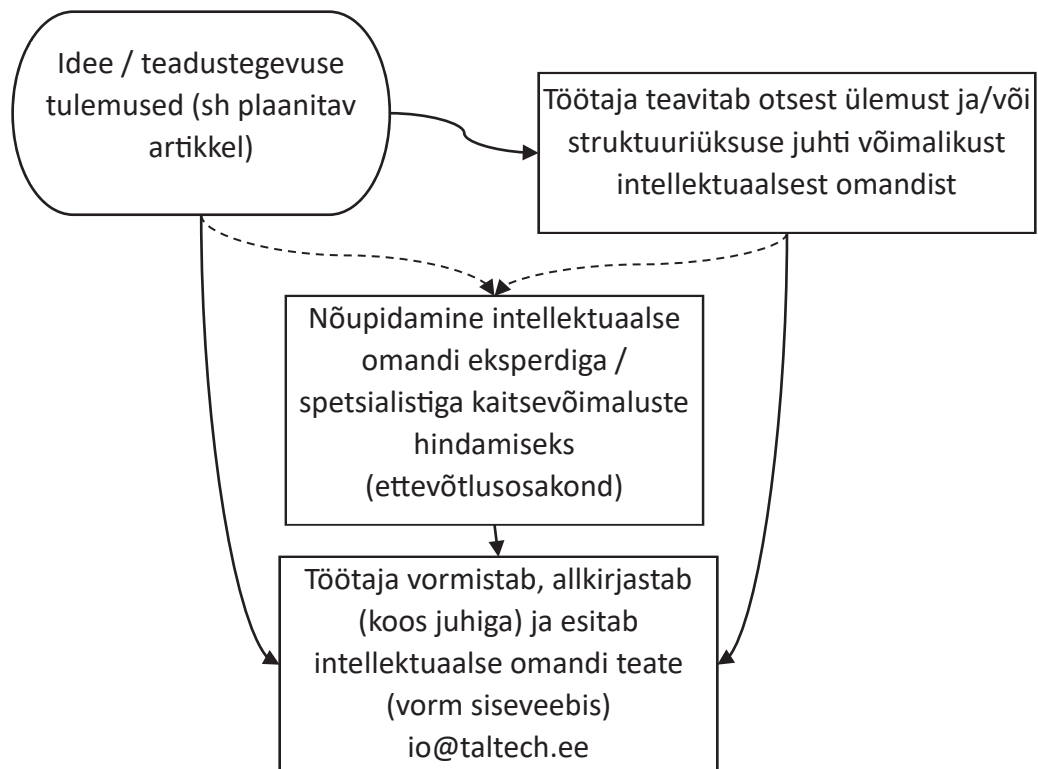 Idee / teadustegevuse
tulemused (sh plaanitav
artikkel)
Töötaja teavitab otsest ülemust ja/või
struktuuriüksuse juhti võimalikust
intellektuaalsest omandist
Nõupidamine intellektuaalse
omandi eksperdiga /
spetsialistiga kaitsevõimaluste
hindamiseks
(ettevõtlusosakond)
Töötaja vormistab, allkirjastab
(koos juhiga) ja esitab
intellektuaalse omandi teate
(vorm siseveebis)
io@taltech.ee